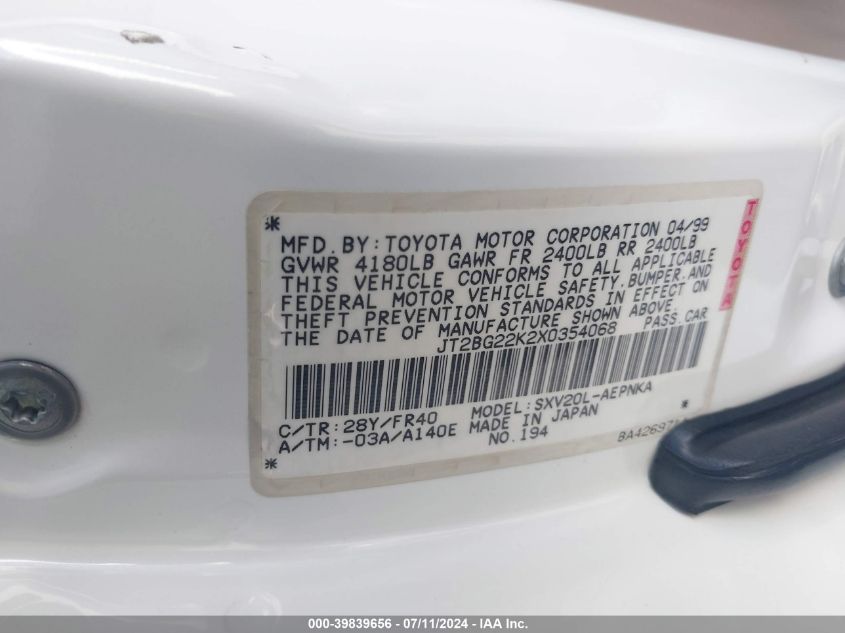 MFD. BY: TOYOTA MOTOR CORPORATION 04/99
GVWR 4180LB GAWR FR 2400LB RR 2400LB
THIS VEHICLE CONFORMS TO ALL APPLICABLE
FEDERAL MOTOR VEHICLE SAFETY, BUMPER, AND
THEFT PREVENTION STANDARDS IN EFFECT ON
THE DATE OF MANUFACTURE SHOWN ABOVE.
JT2BG22K2X0354068 PASS. CAR
C/TR: 28Y/FR40 MODEL: SXV20L-AEPNKA
A/TM: -03A/A140E MADE IN JAPAN
NO.194
TOYOTA
000-39839656 - 07/11/2024 - IAA Inc.